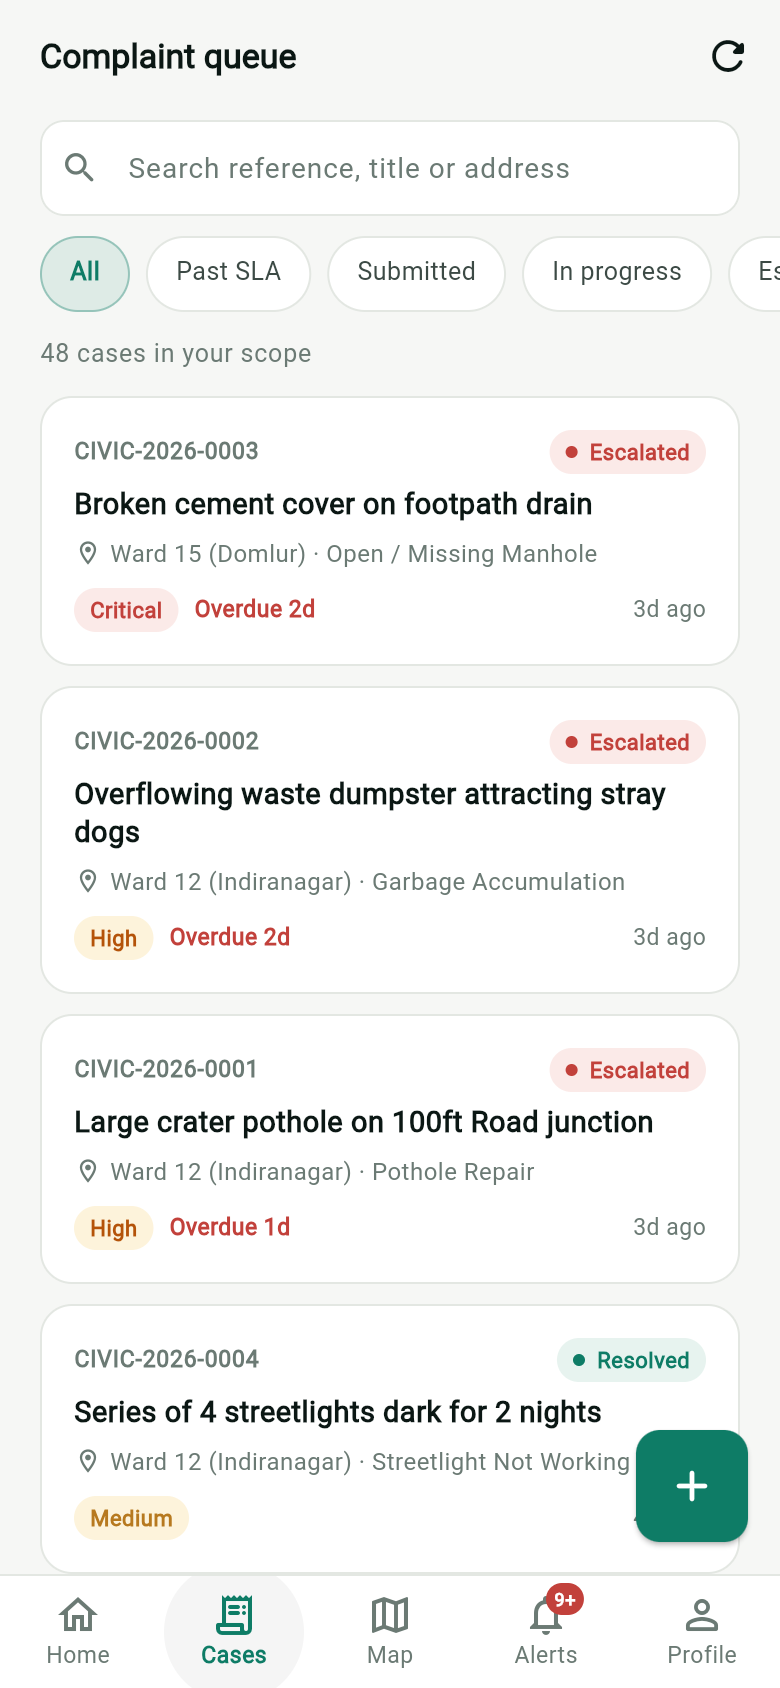 Complaint queue
Search reference, title or address
All
Past SLA
Submitted
In progress
48 cases in your scope
CIVIC-2026-0003
Escalated
Broken cement cover on footpath drain
Ward 15 (Domlur) · Open / Missing Manhole
Critical
Overdue 2d
3d ago
CIVIC-2026-0002
Escalated
Overflowing waste dumpster attracting stray
dogs
Ward 12 (Indiranagar) · Garbage Accumulation
High
Overdue 2d
3d ago
CIVIC-2026-0001
Escalated
Large crater pothole on 100ft Road junction
Ward 12 (Indiranagar) · Pothole Repair
High
Overdue 1d
3d ago
CIVIC-2026-0004
Resolved
Series of 4 streetlights dark for 2 nights
Ward 12 (Indiranagar) · Streetlight Not Working
Medium
9+
Home
Cases
Map
Alerts
Profile